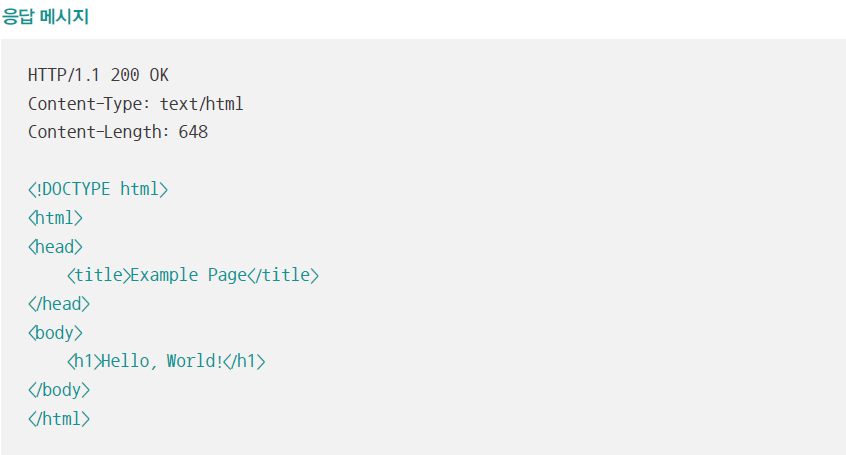 응답 메시지
HTTP/1.1 200 OK
Content-Type: text/html
Content-Length: 648
<!DOCTYPE html>
<html>
<head>
    <title>Example Page</title>
</head>
<body>
    <h1>Hello, World!</h1>
</body>
</html>